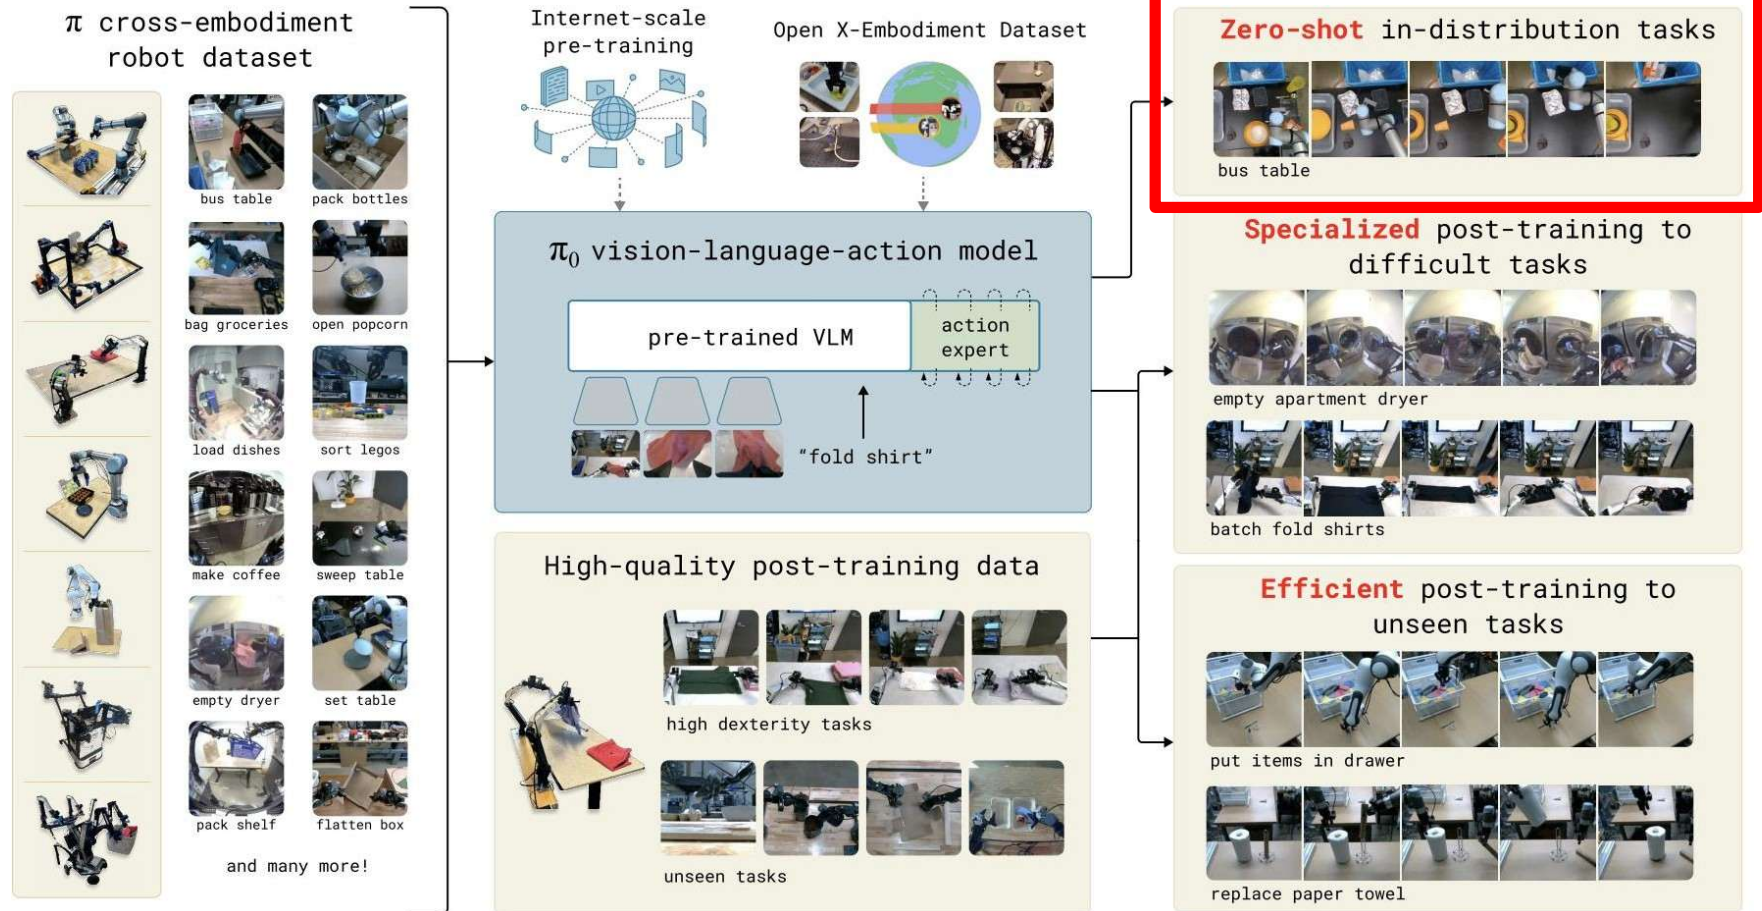 π cross-embodiment
robot dataset
bus table
pack bottles
bag groceries
open popcorn
load dishes
sort legos
make coffee
sweep table
empty dryer
set table
pack shelf
flatten box
and many more!
Internet-scale
pre-training
Open X-Embodiment Dataset
π₀ vision-language-action model
pre-trained VLM
action
expert
“fold shirt”
High-quality post-training data
high dexterity tasks
unseen tasks
Zero-shot in-distribution tasks
bus table
Specialized post-training to
difficult tasks
empty apartment dryer
batch fold shirts
Efficient post-training to
unseen tasks
put items in drawer
replace paper towel